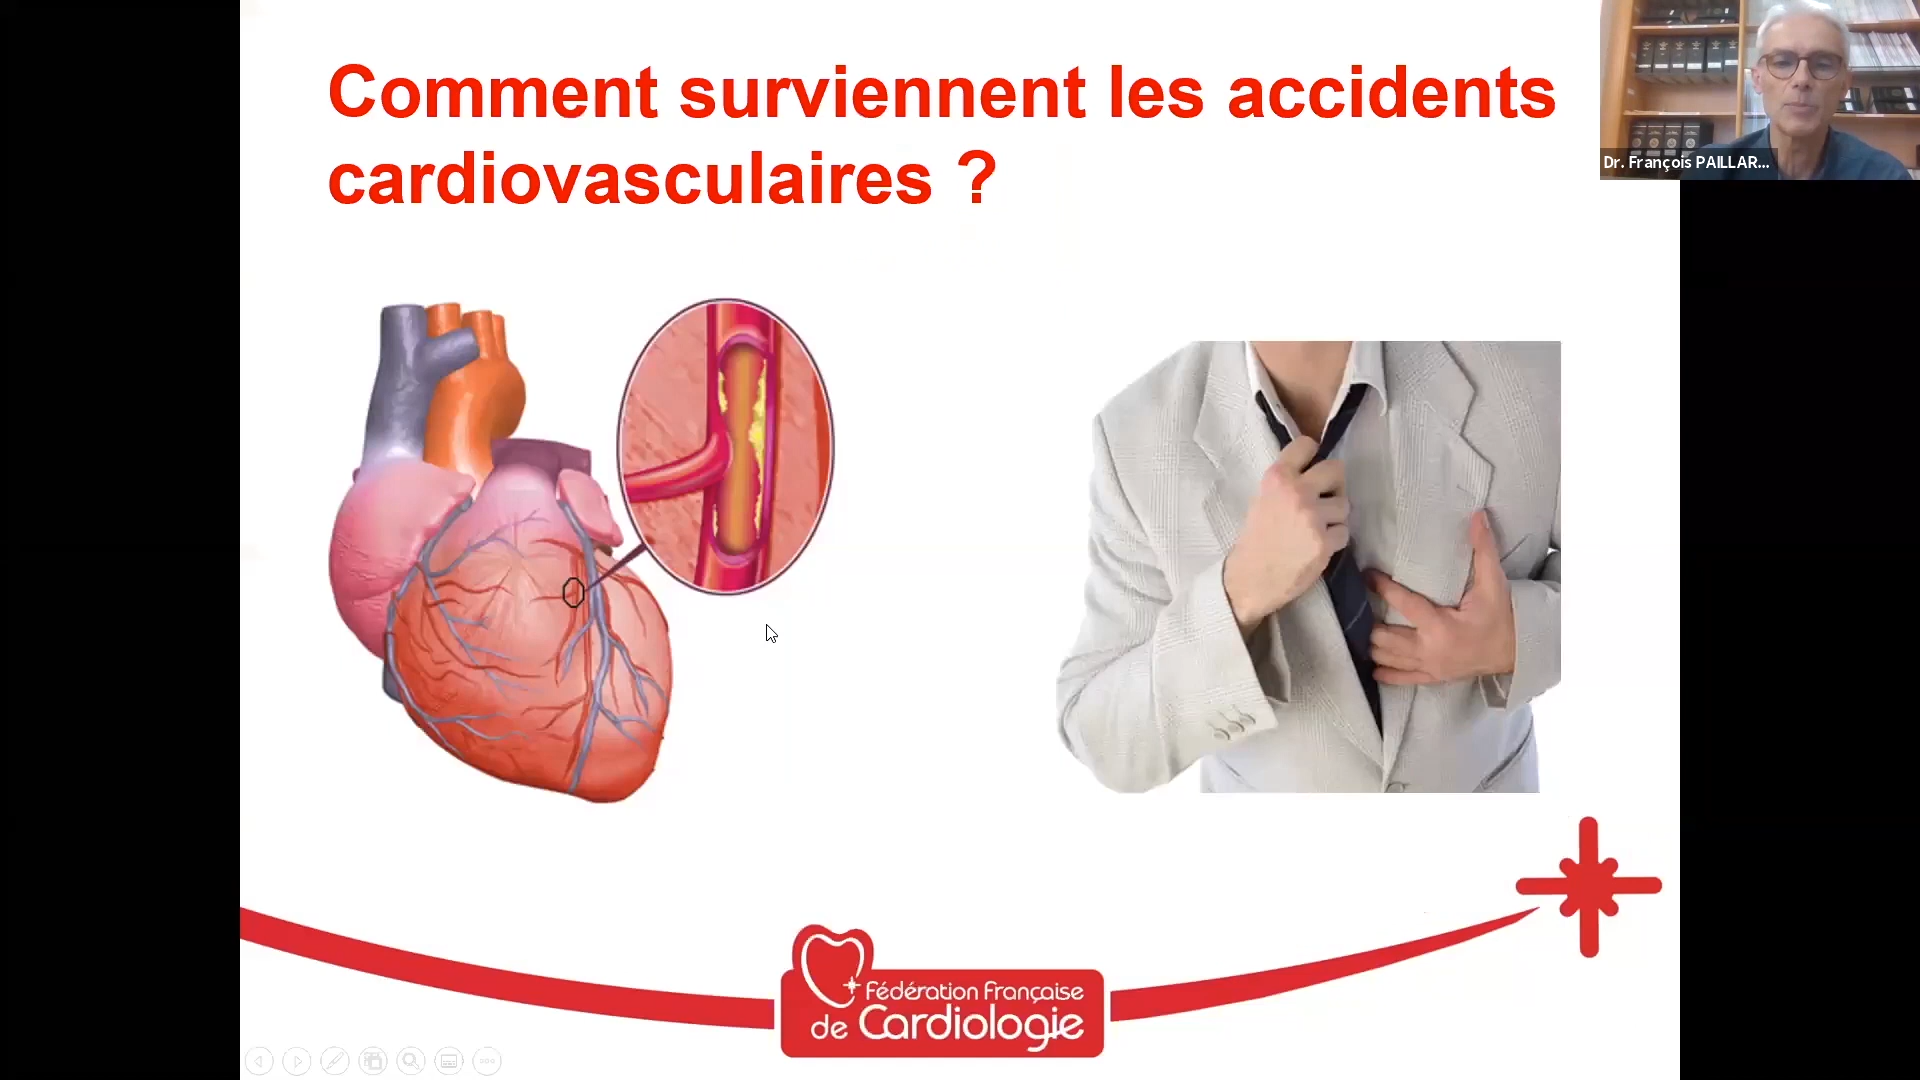 Comment surviennent les accidents
cardiovasculaires ?
Dr. François PAILLAR...
Fédération Française
de Cardiologie